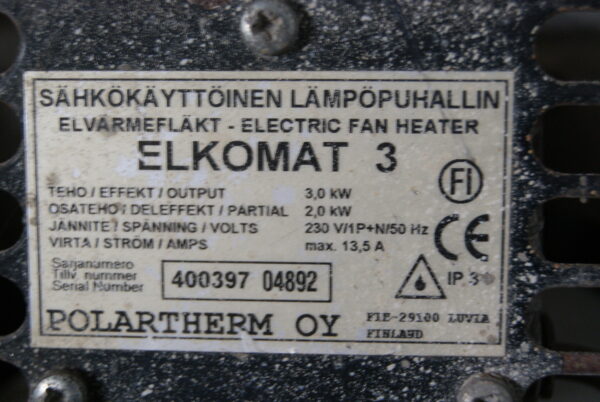 SÄHKÖKÄYTTÖINEN LÄMPÖPUHALLIN
ELVÄRMEFLÄKT - ELECTRIC FAN HEATER
ELKOMAT 3
TEHO / EFFEKT / OUTPUT 3,0 kW
OSATEHO / DELEFFEKT / PARTIAL 2,0 kW
JÄNNITE / SPÄNNING / VOLTS 230 V/1P+N/50 Hz
VIRTA / STRÖM / AMPS max. 13,5 A
FI
CE
Sarjanumero
Tillv. nummer
Serial Number
400397 04892
IP
POLARTHERM OY
FIE-29100 LUVIA
FINLAND